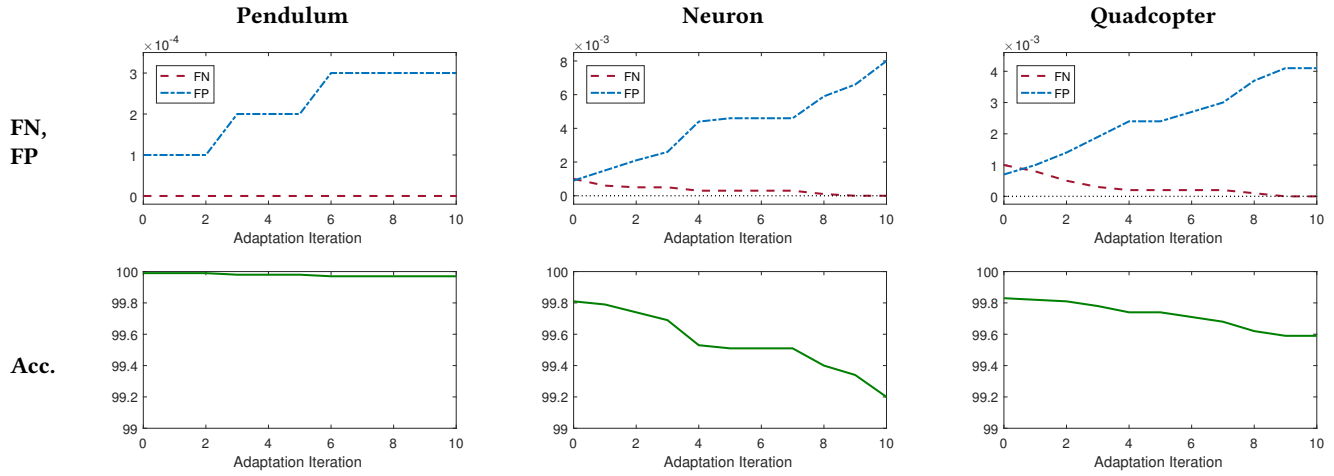 Pendulum
Neuron
Quadcopter
FN,
FP
×10⁻⁴
3
2
1
0
FN
FP
0 2 4 6 8 10
Adaptation Iteration
×10⁻³
8
6
4
2
0
FN
FP
0 2 4 6 8 10
Adaptation Iteration
×10⁻³
4
3
2
1
0
FN
FP
0 2 4 6 8 10
Adaptation Iteration
Acc.
100
99.8
99.6
99.4
99.2
99
0 2 4 6 8 10
Adaptation Iteration
100
99.8
99.6
99.4
99.2
99
0 2 4 6 8 10
Adaptation Iteration
100
99.8
99.6
99.4
99.2
99
0 2 4 6 8 10
Adaptation Iteration